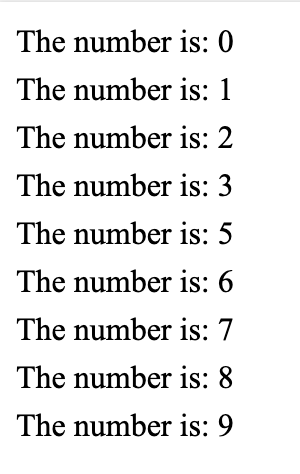 The number is: 0
The number is: 1
The number is: 2
The number is: 3
The number is: 5
The number is: 6
The number is: 7
The number is: 8
The number is: 9